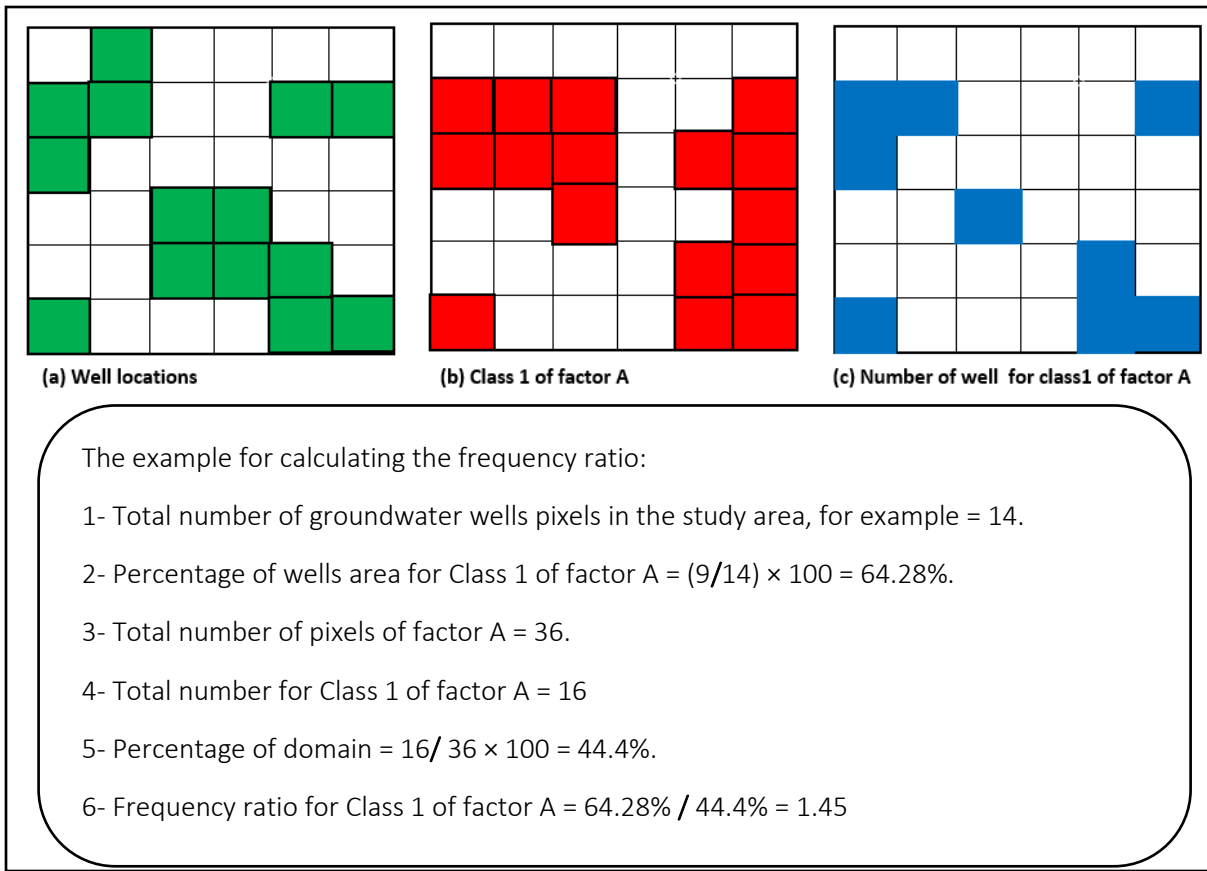 (a) Well locations
(b) Class 1 of factor A
(c) Number of well for class1 of factor A
The example for calculating the frequency ratio:
1- Total number of groundwater wells pixels in the study area, for example = 14.
2- Percentage of wells area for Class 1 of factor A = (9/14) × 100 = 64.28%.
3- Total number of pixels of factor A = 36.
4- Total number for Class 1 of factor A = 16
5- Percentage of domain = 16/ 36 × 100 = 44.4%.
6- Frequency ratio for Class 1 of factor A = 64.28% / 44.4% = 1.45